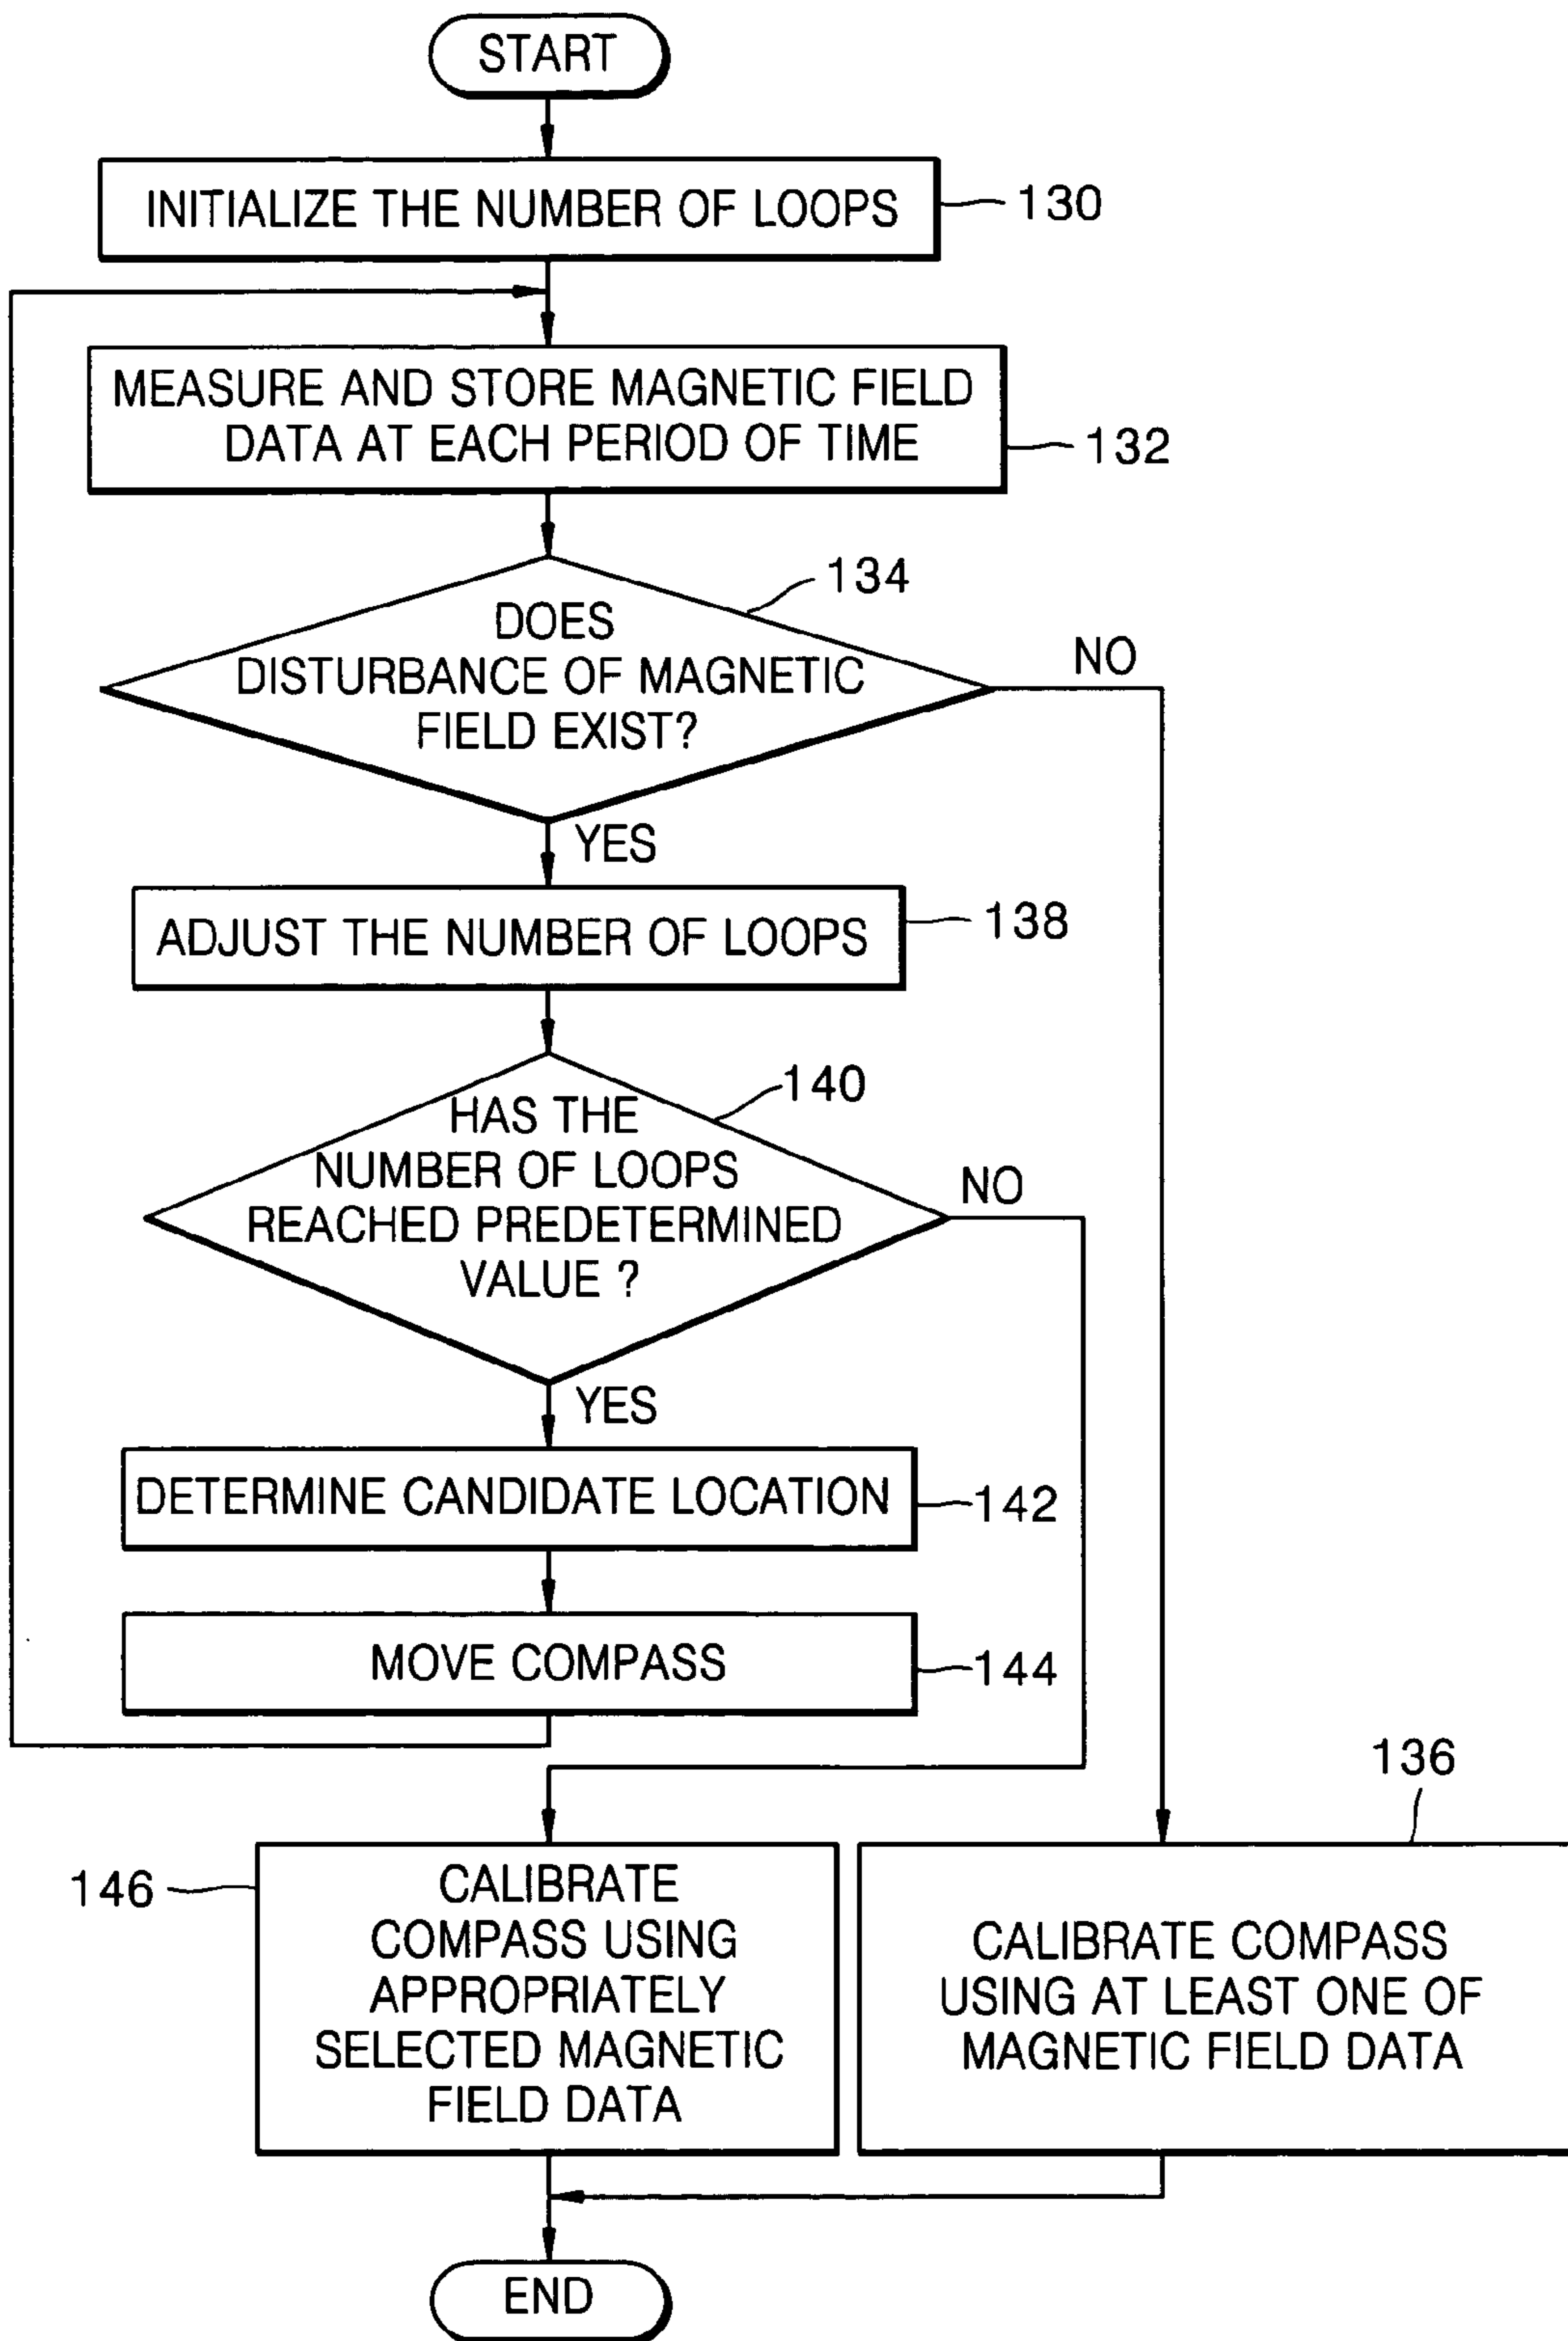 START
INITIALIZE THE NUMBER OF LOOPS
130
MEASURE AND STORE MAGNETIC FIELD
DATA AT EACH PERIOD OF TIME
132
134
DOES
DISTURBANCE OF MAGNETIC
FIELD EXIST?
NO
YES
ADJUST THE NUMBER OF LOOPS
138
140
HAS THE
NUMBER OF LOOPS
REACHED PREDETERMINED
VALUE ?
NO
YES
DETERMINE CANDIDATE LOCATION
142
MOVE COMPASS
144
136
146
CALIBRATE
COMPASS USING
APPROPRIATELY
SELECTED MAGNETIC
FIELD DATA
CALIBRATE COMPASS
USING AT LEAST ONE OF
MAGNETIC FIELD DATA
END